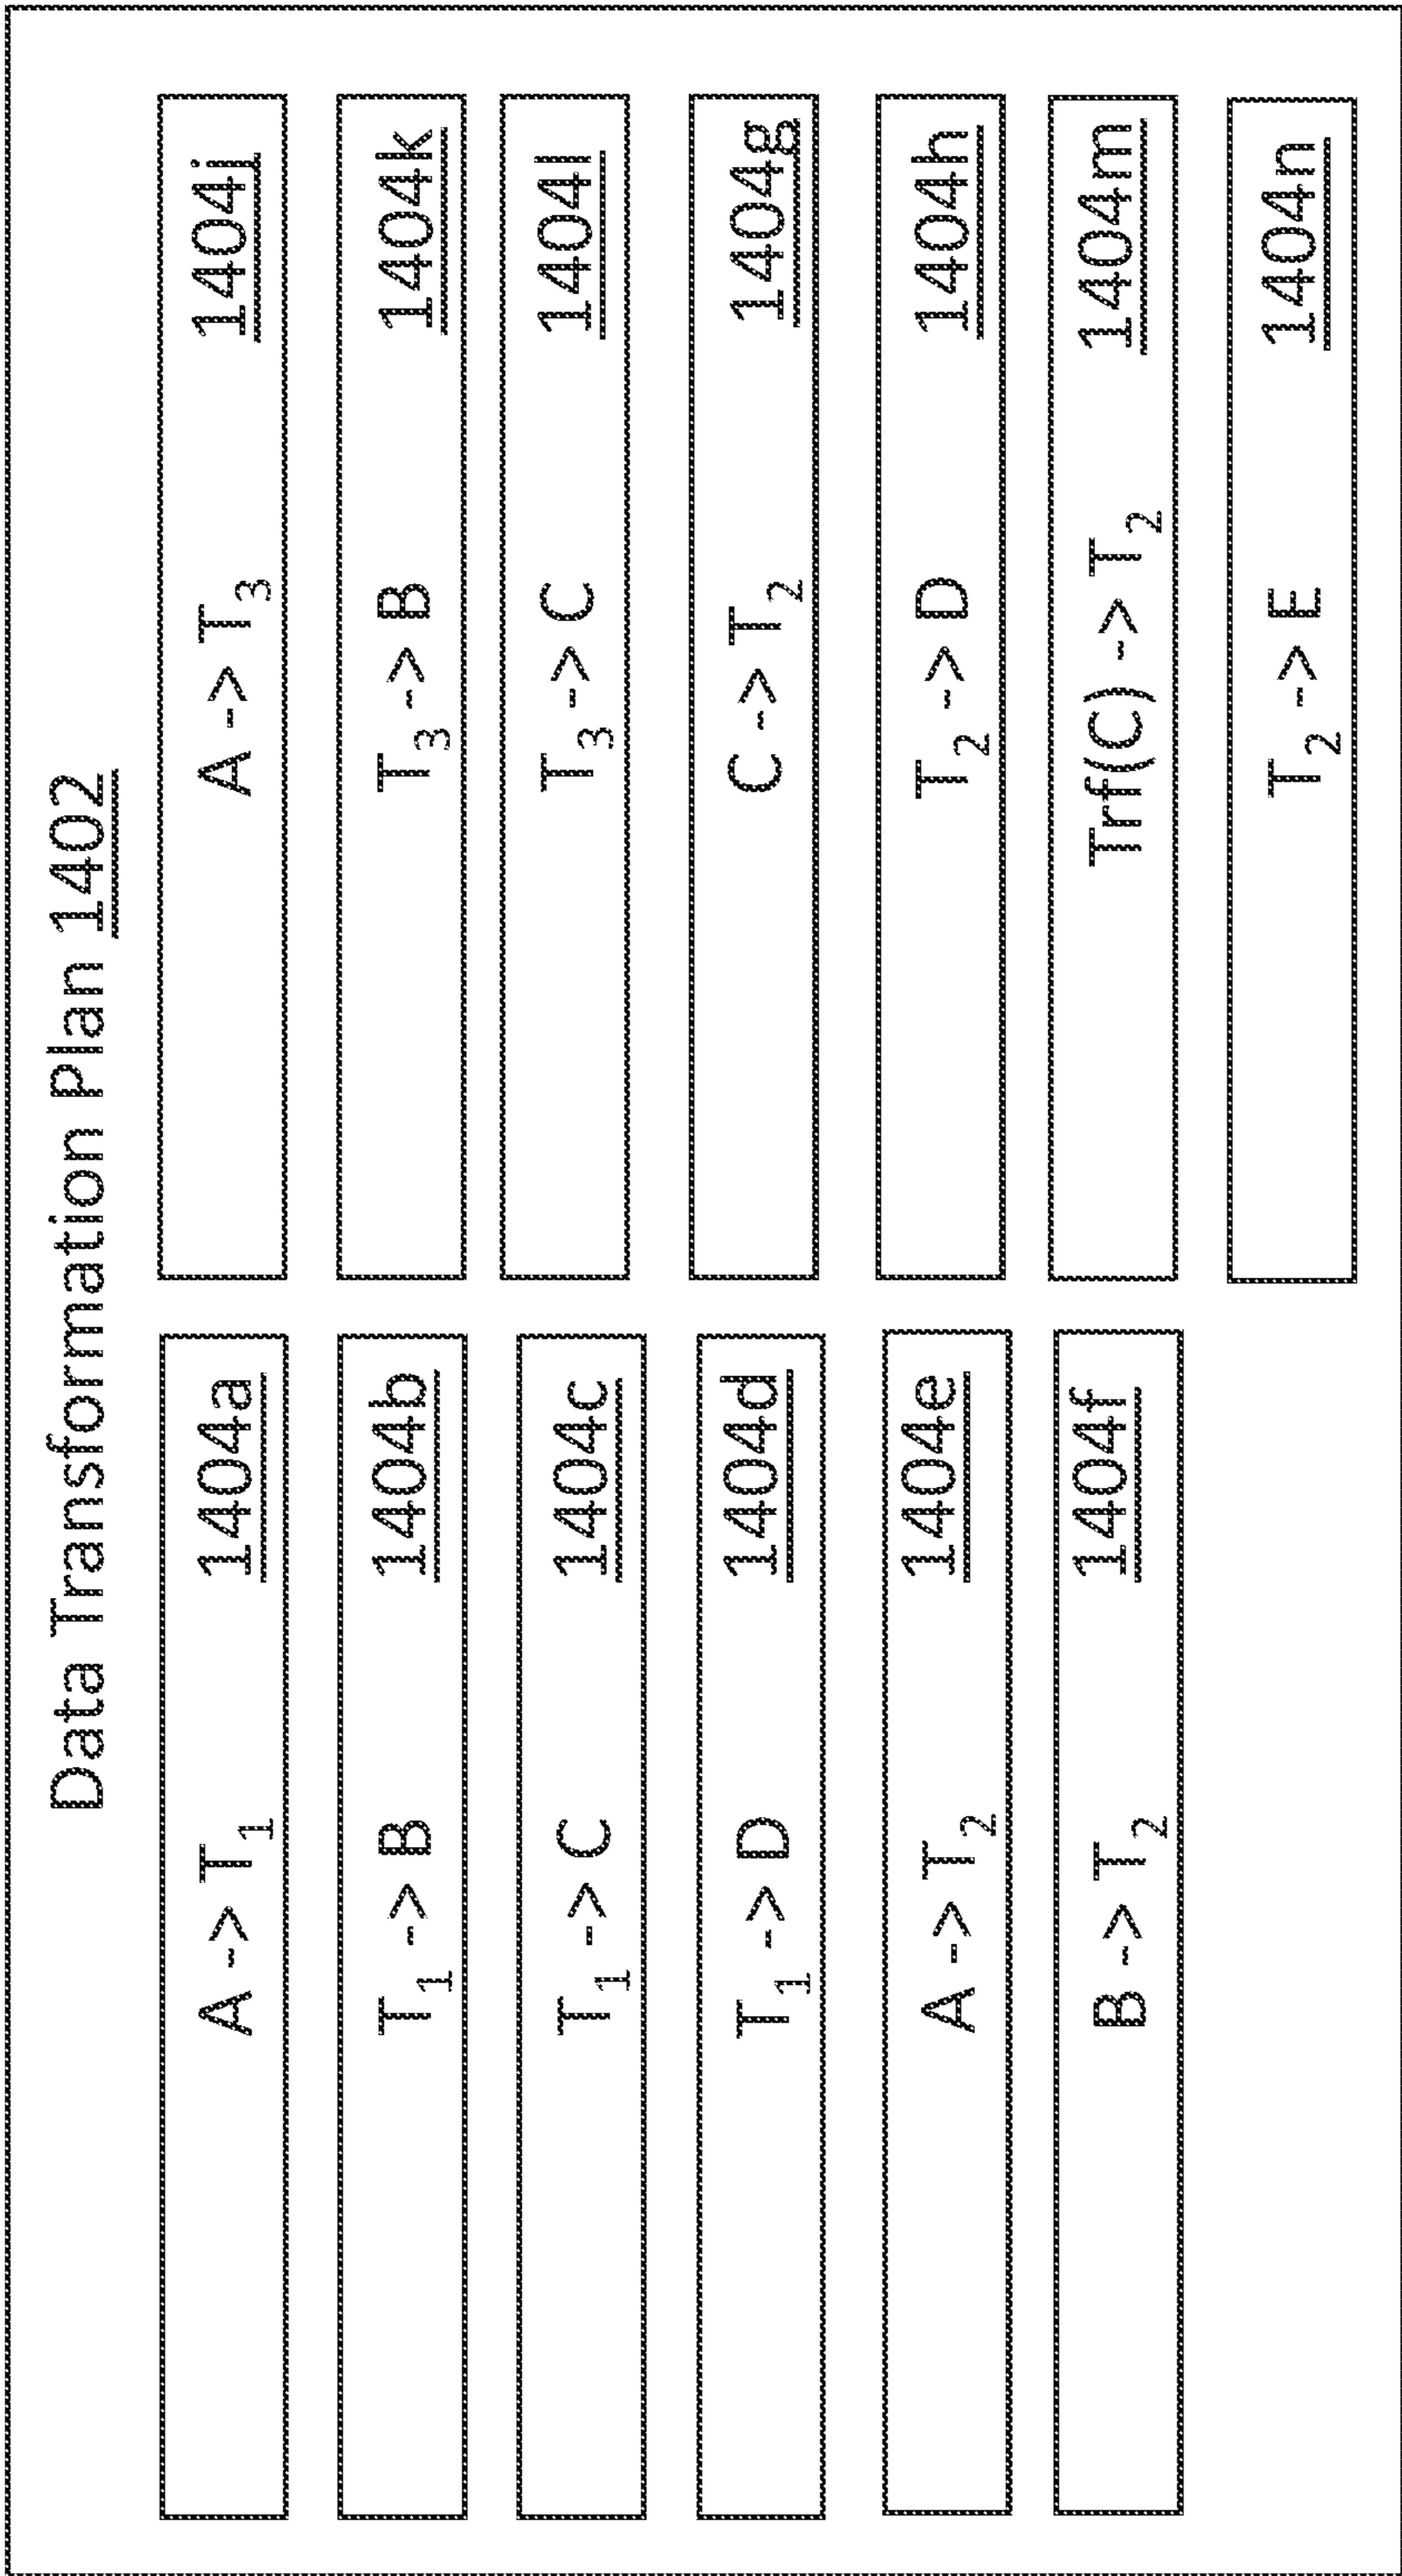 Data Transformation Plan 1402
A -> T1 1404a
T1 -> B 1404b
T1 -> C 1404c
T1 -> D 1404d
A -> T2 1404e
B -> T2 1404f
A -> T3 1404j
T3 -> B 1404k
T3 -> C 1404l
C -> T2 1404g
T2 -> D 1404h
Trf(C) -> T2 1404m
T2 -> E 1404n